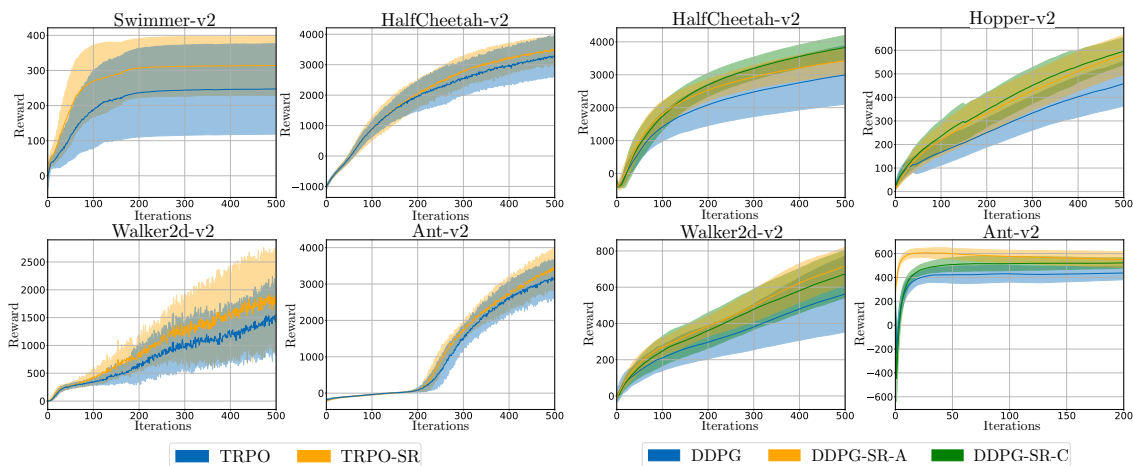 Swimmer-v2
HalfCheetah-v2
HalfCheetah-v2
Hopper-v2
Reward
400
300
200
100
0
0 100 200 300 400 500
Iterations
Reward
4000
3000
2000
1000
0
−1000
0 100 200 300 400 500
Iterations
Reward
4000
3000
2000
1000
0
0 100 200 300 400 500
Iterations
Reward
600
500
400
300
200
100
0
0 100 200 300 400 500
Iterations
Walker2d-v2
Ant-v2
Walker2d-v2
Ant-v2
Reward
2500
2000
1500
1000
500
0
0 100 200 300 400 500
Iterations
Reward
4000
3000
2000
1000
0
0 100 200 300 400 500
Iterations
Reward
800
600
400
200
0
0 100 200 300 400 500
Iterations
Reward
600
400
200
0
−200
−400
−600
0 50 100 150 200
Iterations
TRPO TRPO-SR
DDPG DDPG-SR-A DDPG-SR-C